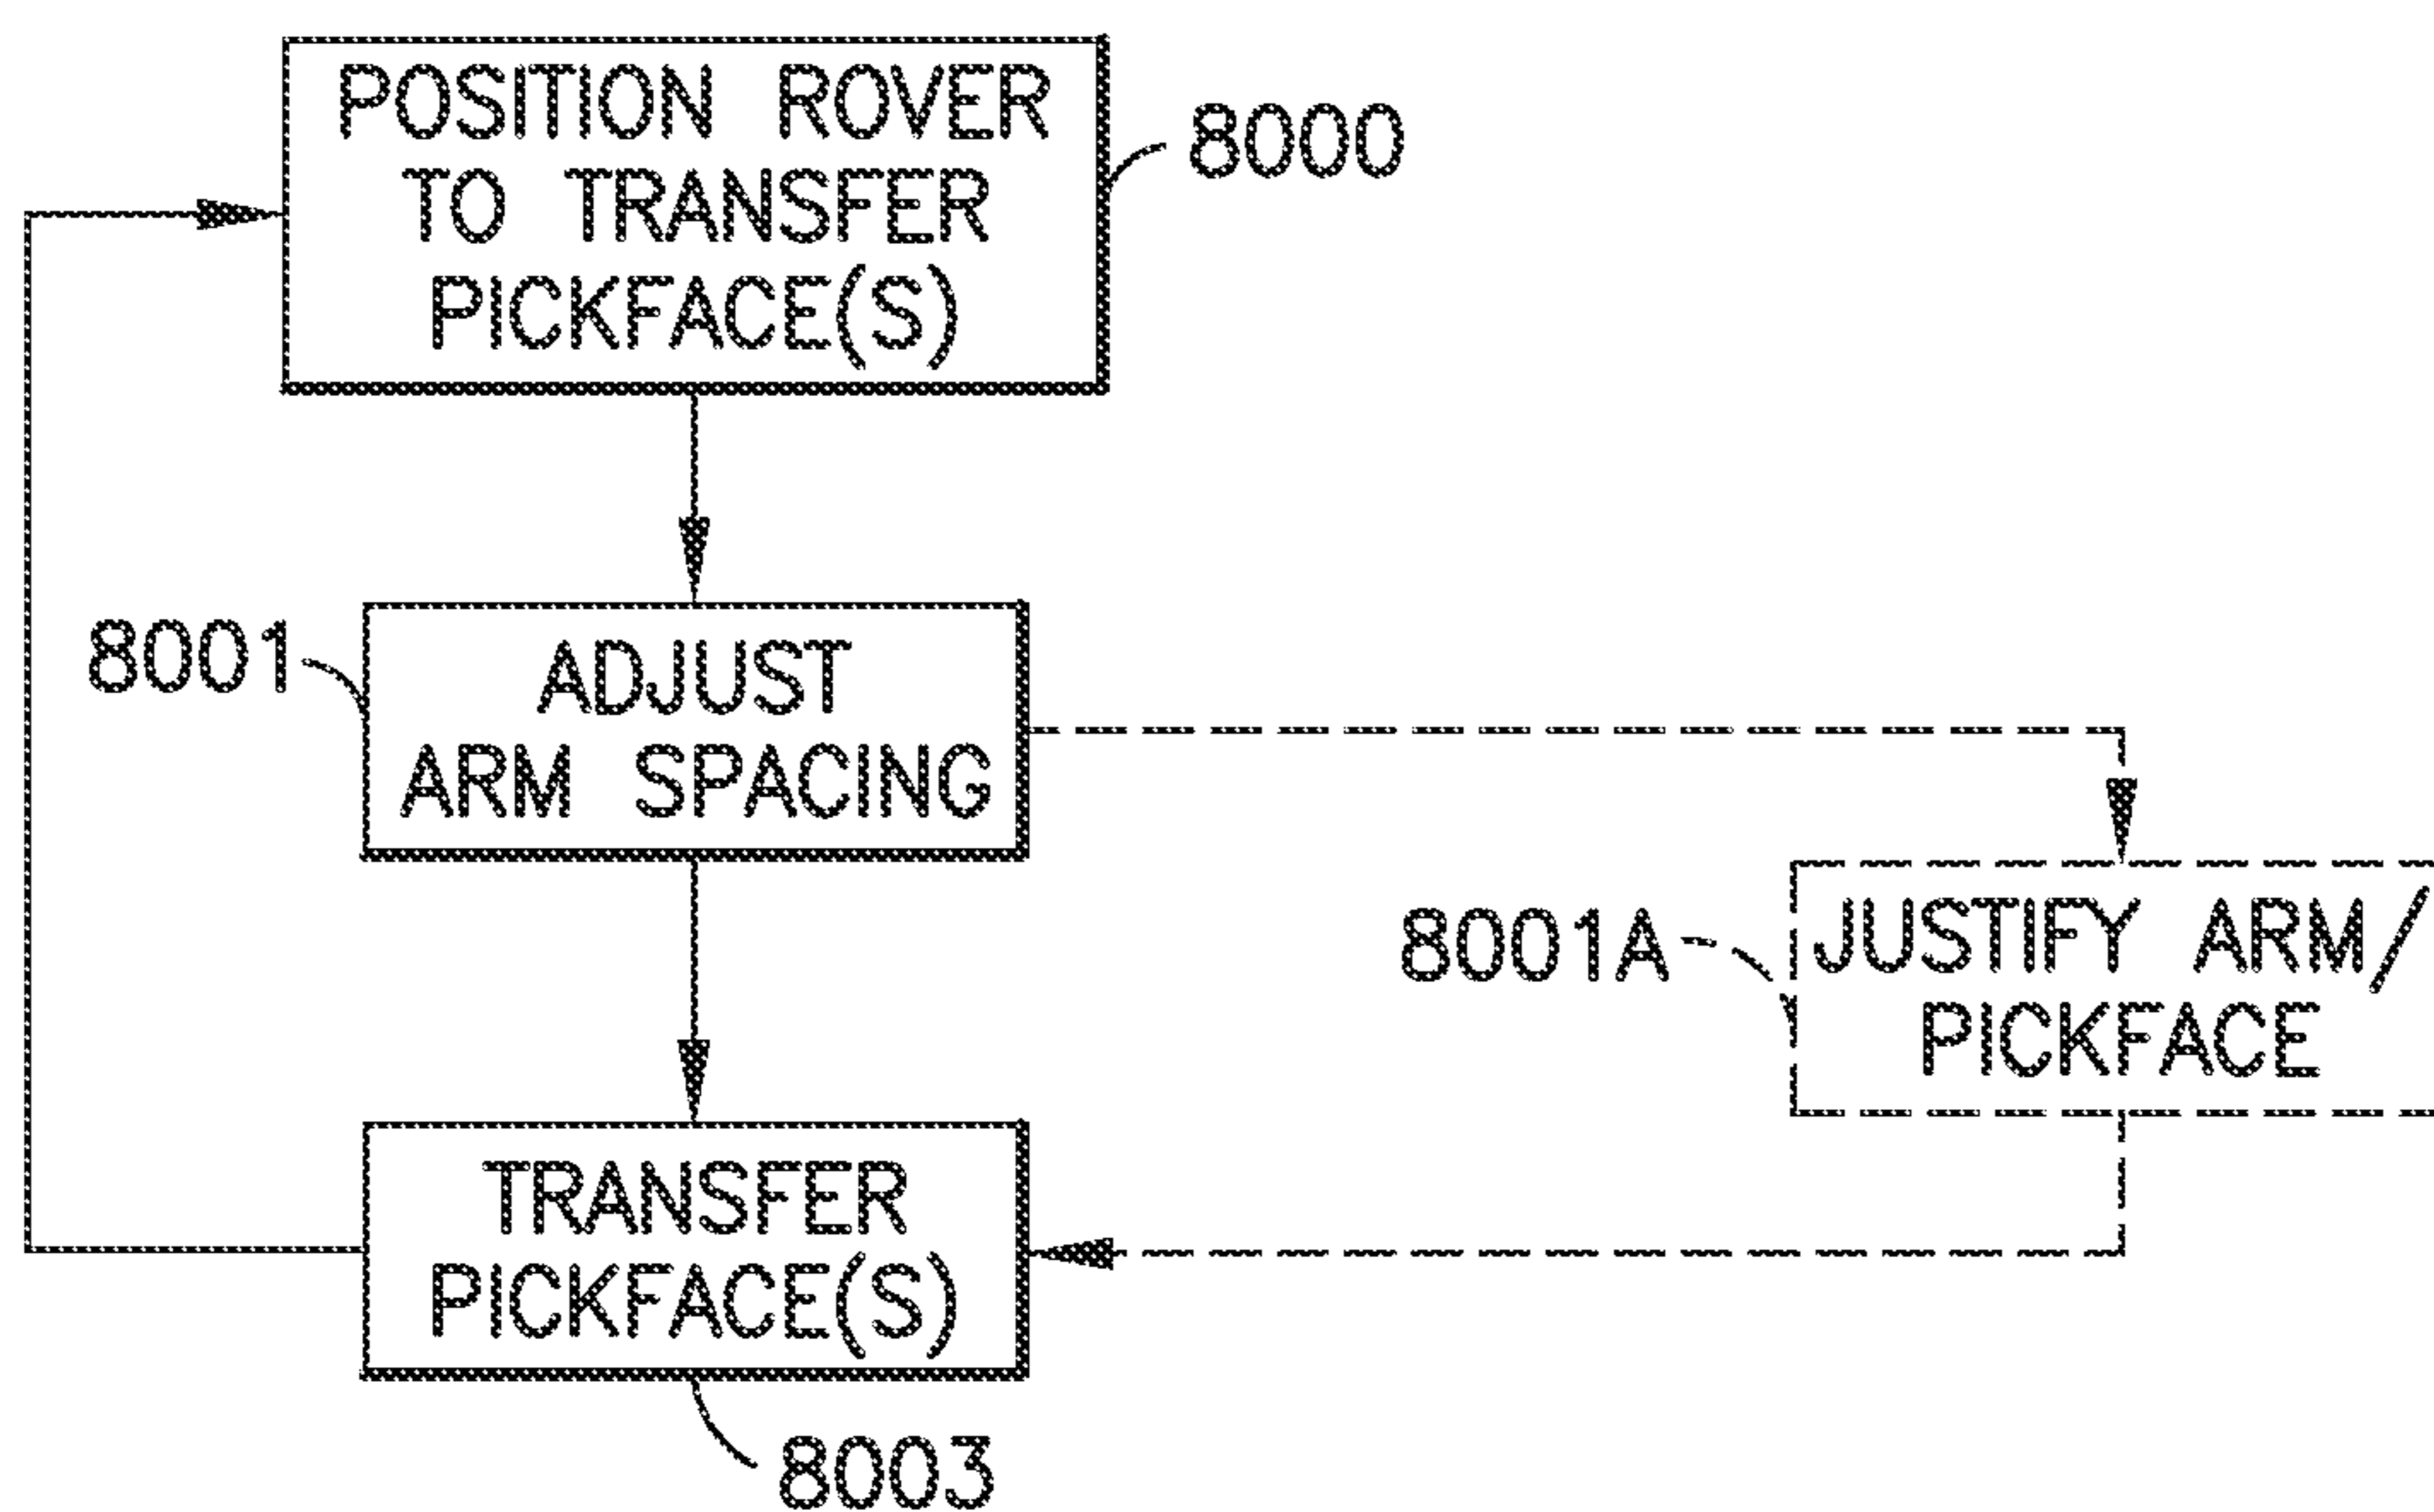 POSITION ROVER
TO TRANSFER
PICKFACE(S)
8000
8001
ADJUST
ARM SPACING
8001A
JUSTIFY ARM/
PICKFACE
TRANSFER
PICKFACE(S)
8003